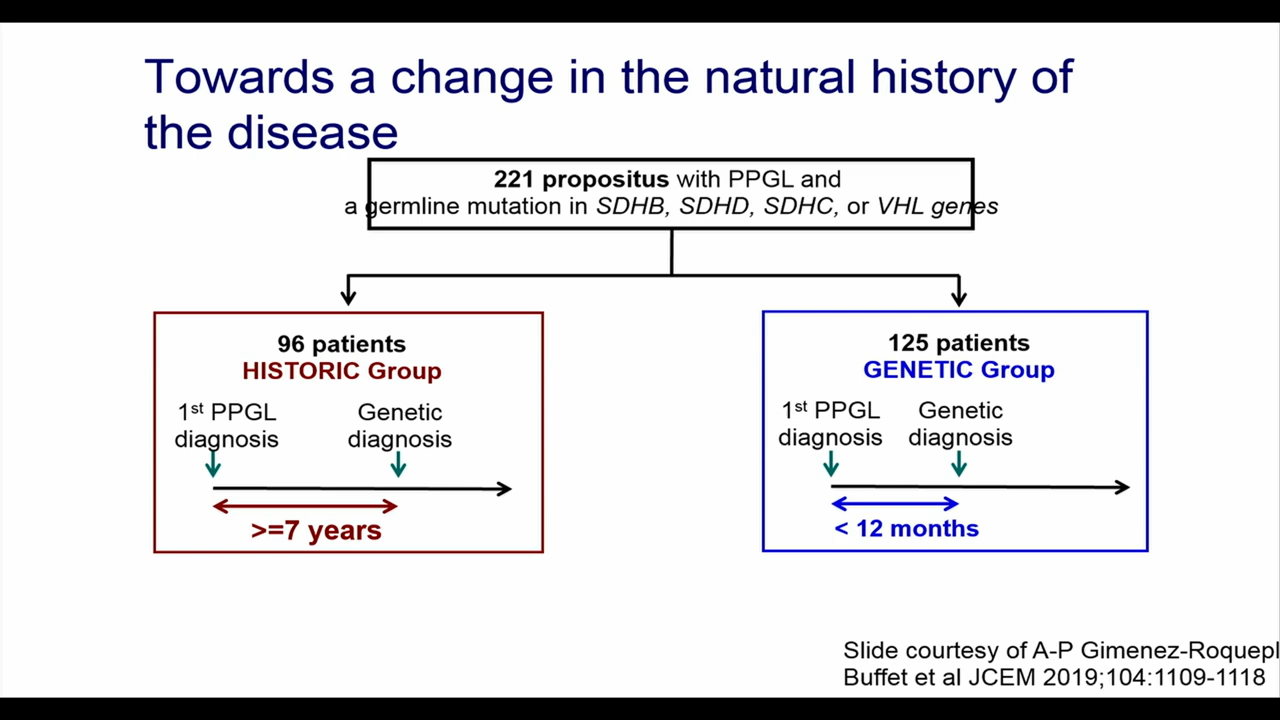 Towards a change in the natural history of
the disease
221 propositus with PPGL and
a germline mutation in SDHB, SDHD, SDHC, or VHL genes
96 patients
HISTORIC Group
1st PPGL
diagnosis
Genetic
diagnosis
>=7 years
125 patients
GENETIC Group
1st PPGL
diagnosis
Genetic
diagnosis
< 12 months
Slide courtesy of A-P Gimenez-Roquepl
Buffet et al JCEM 2019;104:1109-1118